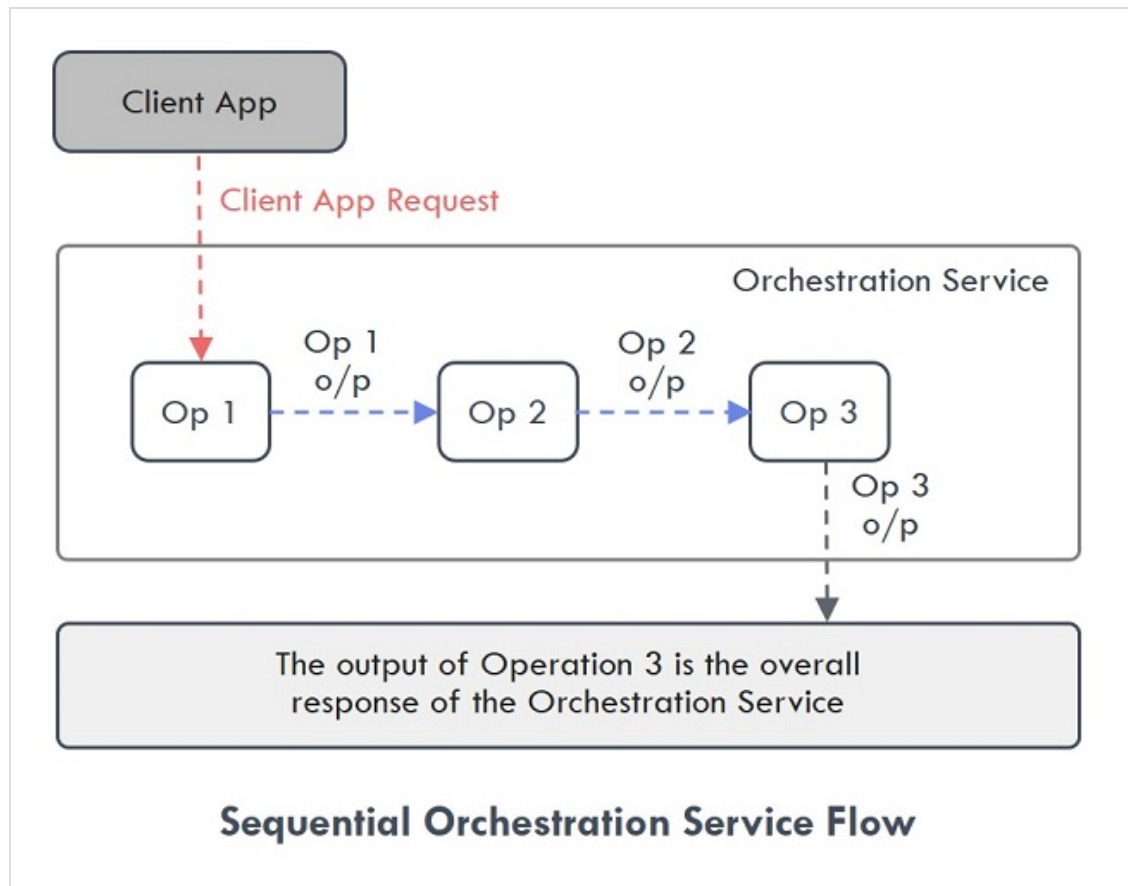 Client App
Client App Request
Orchestration Service
Op 1
o/p
Op 2
o/p
Op 1
Op 2
Op 3
Op 3
o/p
The output of Operation 3 is the overall
response of the Orchestration Service
Sequential Orchestration Service Flow